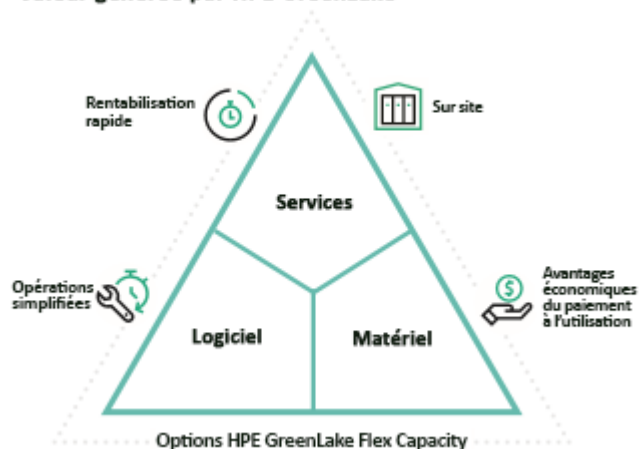 Rentabilisation
rapide
Sur site
Services
Opérations
simplifiées
Avantages
économiques
du paiement
à l'utilisation
Logiciel
Matériel
Options HPE GreenLake Flex Capacity